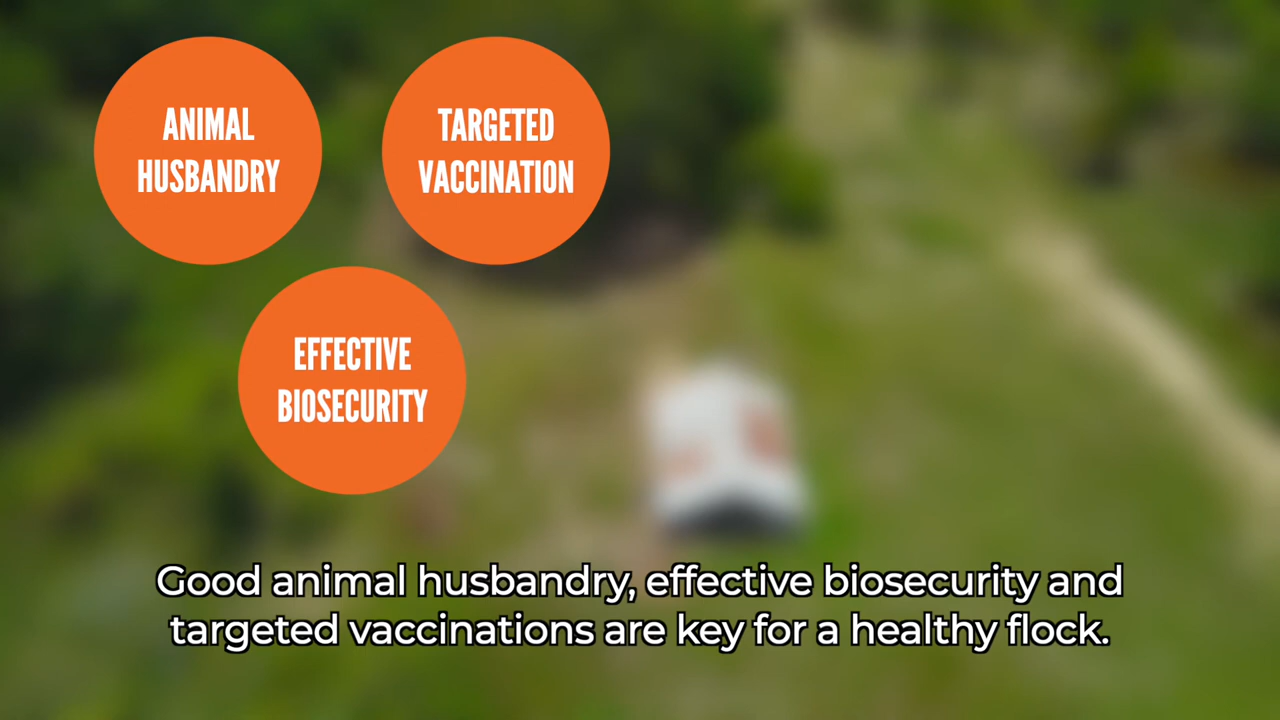 ANIMAL
HUSBANDRY
TARGETED
VACCINATION
EFFECTIVE
BIOSECURITY
Good animal husbandry, effective biosecurity and
targeted vaccinations are key for a healthy flock.